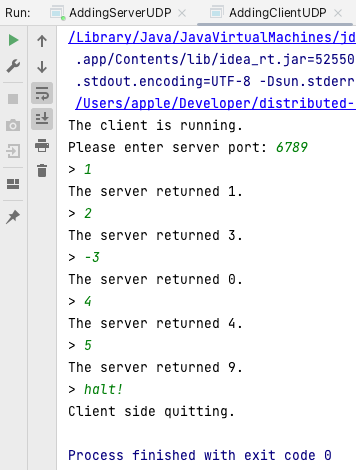 Run: AddingServerUDP × AddingClientUDP ×
/Library/Java/JavaVirtualMachines/jd
.app/Contents/lib/idea_rt.jar=52550
.stdout.encoding=UTF-8 -Dsun.stderr
/Users/apple/Developer/distributed-
The client is running.
Please enter server port: 6789
> 1
The server returned 1.
> 2
The server returned 3.
> -3
The server returned 0.
> 4
The server returned 4.
> 5
The server returned 9.
> halt!
Client side quitting.
Process finished with exit code 0